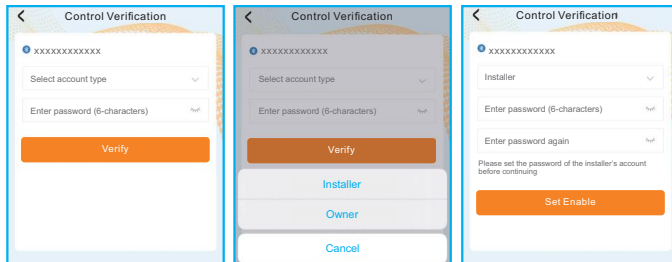 Control Verification
xxxxxxxxxxxx
Select account type
Enter password (6-characters)
Verify
Control Verification
xxxxxxxxxxxx
Select account type
Enter password (6-characters)
Verify
Installer
Owner
Cancel
Control Verification
xxxxxxxxxxxx
Installer
Enter password (6-characters)
Enter password again
Please set the password of the installer's account
before continuing
Set Enable